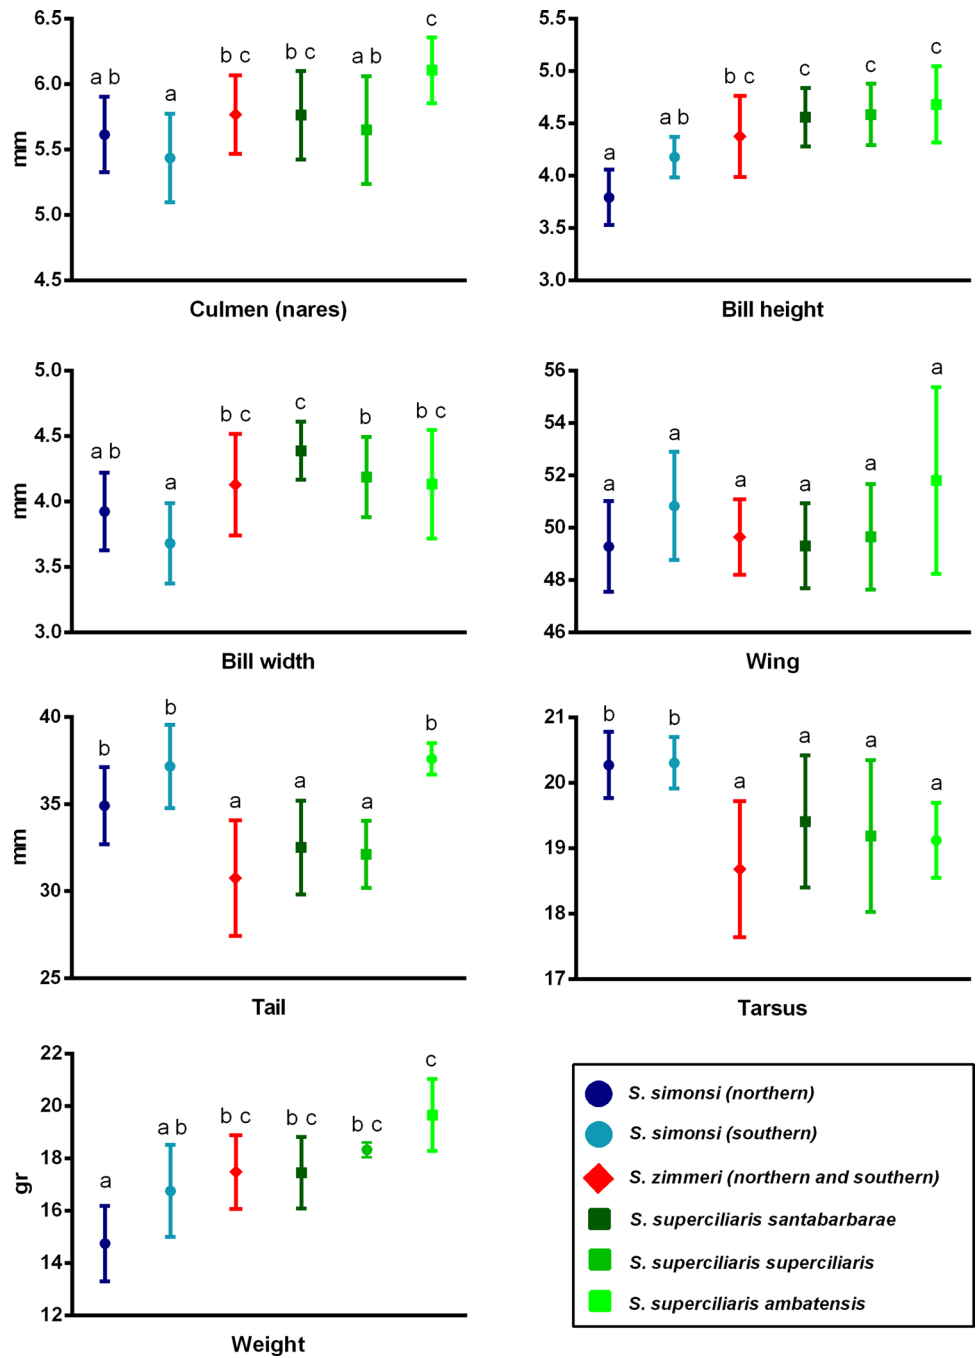 6.5
6.0
5.5
5.0
4.5
mm
a b
a
b c
b c
a b
c
Culmen (nares)
5.0
4.5
4.0
3.5
3.0
a
a b
b c
c
c
c
Bill height
5.0
4.5
4.0
3.5
3.0
mm
a b
a
b c
c
b
b c
Bill width
56
54
52
50
48
46
a
a
a
a
a
a
Wing
40
35
30
25
mm
b
b
a
a
a
b
Tail
21
20
19
18
17
b
b
a
a
a
a
Tarsus
22
20
18
16
14
12
gr
a
a b
b c
b c
b c
c
Weight
S. simonsi (northern)
S. simonsi (southern)
S. zimmeri (northern and southern)
S. superciliaris santabarbarae
S. superciliaris superciliaris
S. superciliaris ambatensis